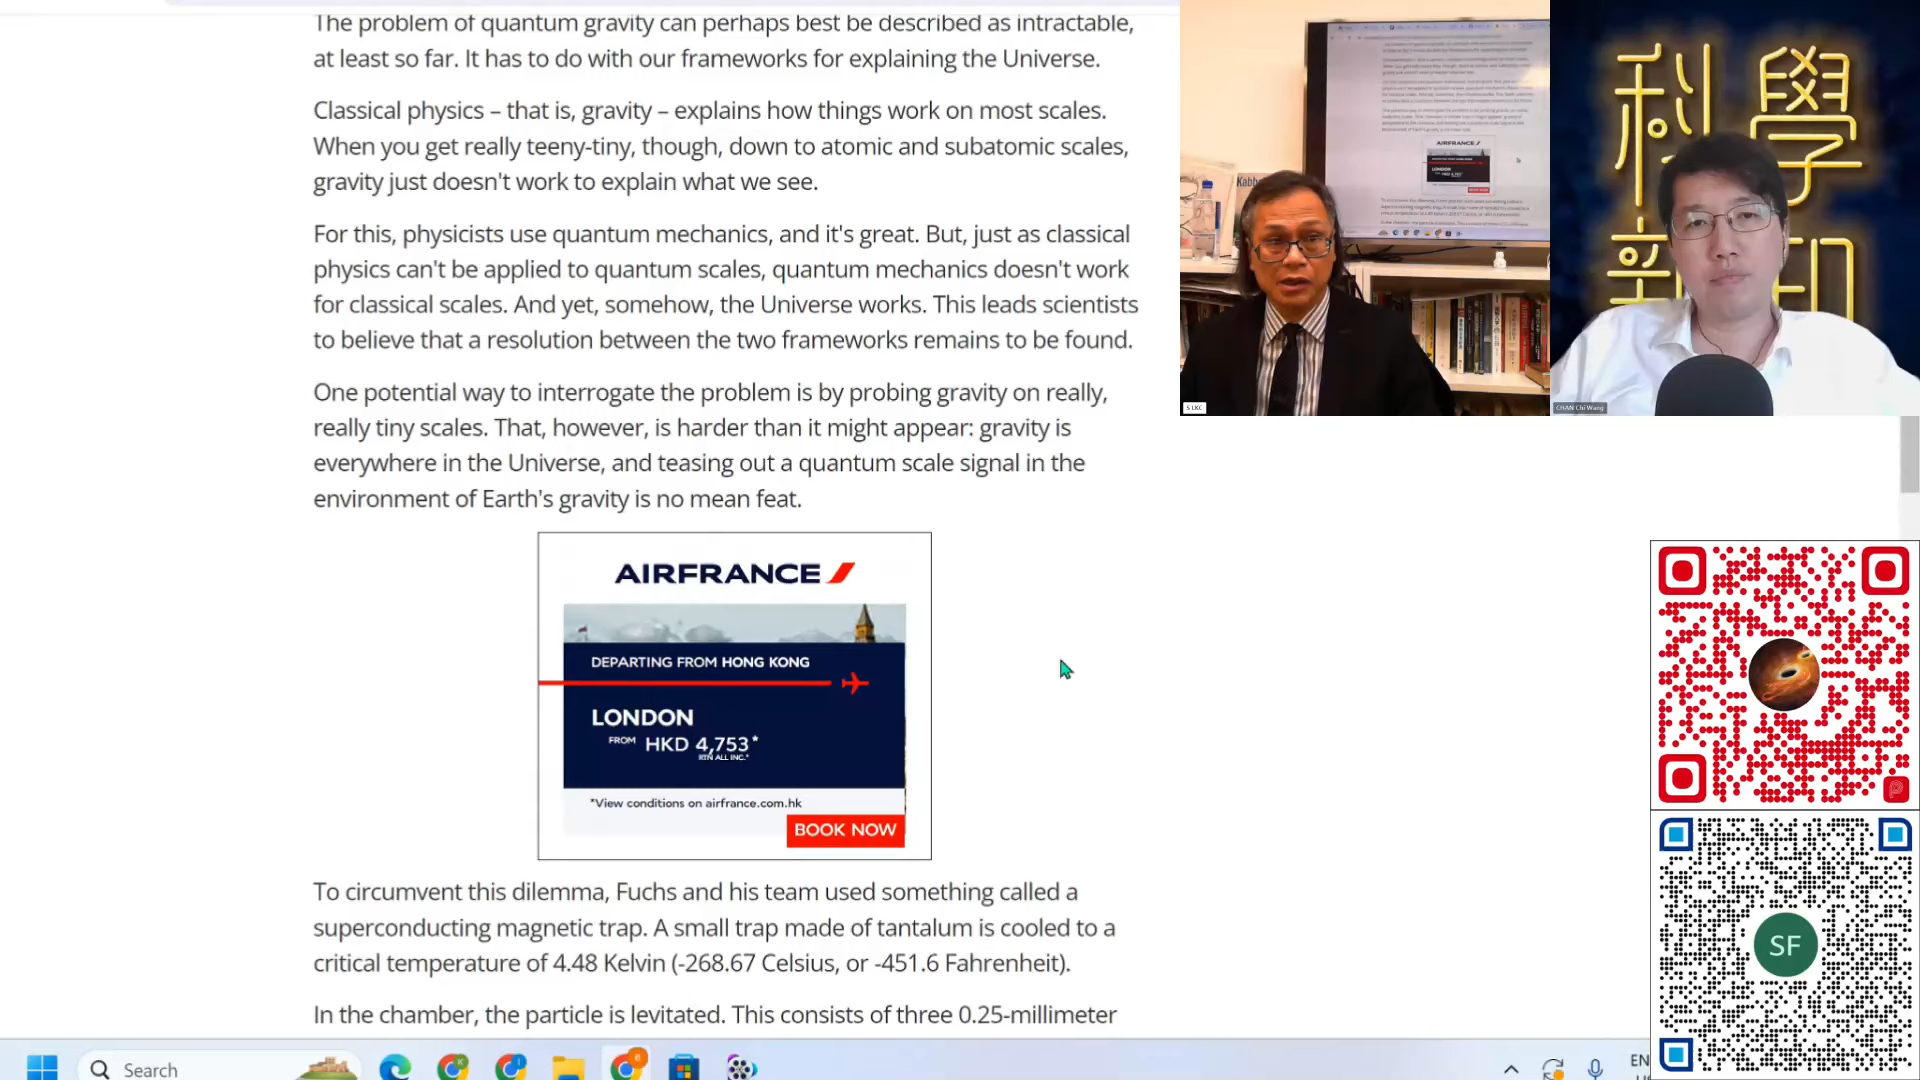 The problem of quantum gravity can perhaps best be described as intractable,
at least so far. It has to do with our frameworks for explaining the Universe.
Classical physics – that is, gravity – explains how things work on most scales.
When you get really teeny-tiny, though, down to atomic and subatomic scales,
gravity just doesn't work to explain what we see.
For this, physicists use quantum mechanics, and it's great. But, just as classical
physics can't be applied to quantum scales, quantum mechanics doesn't work
for classical scales. And yet, somehow, the Universe works. This leads scientists
to believe that a resolution between the two frameworks remains to be found.
One potential way to interrogate the problem is by probing gravity on really,
really tiny scales. That, however, is harder than it might appear: gravity is
everywhere in the Universe, and teasing out a quantum scale signal in the
environment of Earth's gravity is no mean feat.
AIRFRANCE
DEPARTING FROM HONG KONG
LONDON
FROM HKD 4,753*
RTN ALL INC.*
*View conditions on airfrance.com.hk
BOOK NOW
To circumvent this dilemma, Fuchs and his team used something called a
superconducting magnetic trap. A small trap made of tantalum is cooled to a
critical temperature of 4.48 Kelvin (-268.67 Celsius, or -451.6 Fahrenheit).
In the chamber, the particle is levitated. This consists of three 0.25-millimeter
Search
EN
AIRFRANCE
LONDON
S LKC
科學
新知
CHAN Chi Wang
SF